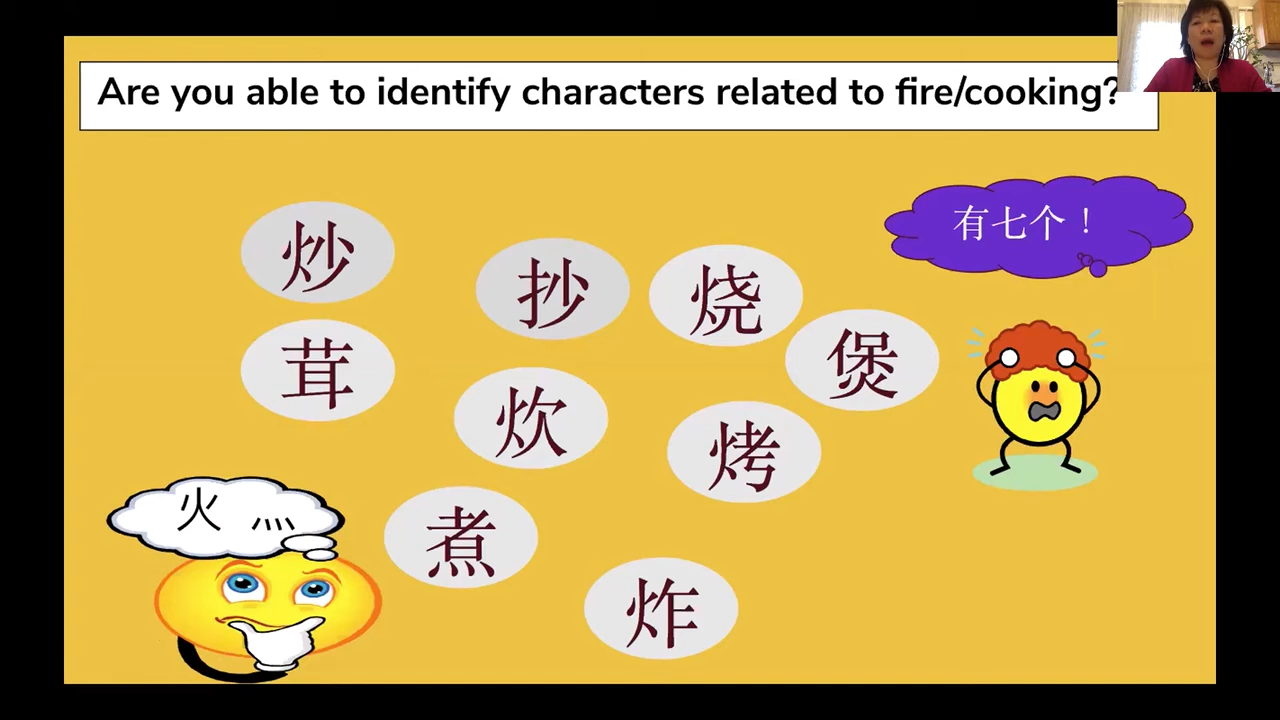 Are you able to identify characters related to fire/cooking?
有七个！
炒
抄
烧
茸
煲
炊
烤
火 灬
煮
炸